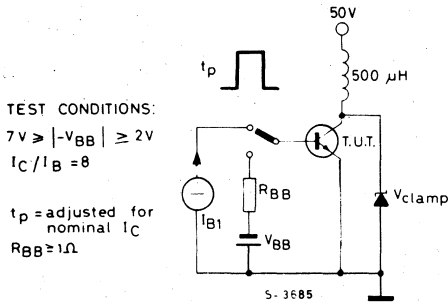 50V
tp
500 μH
TEST CONDITIONS:
7V ≥ |-VBB| ≥ 2V
IC/IB = 8
T.U.T.
RBB
Vclamp
IB1
tp = adjusted for
nominal IC
VBB
RBB ≥ 1Ω
S-3685